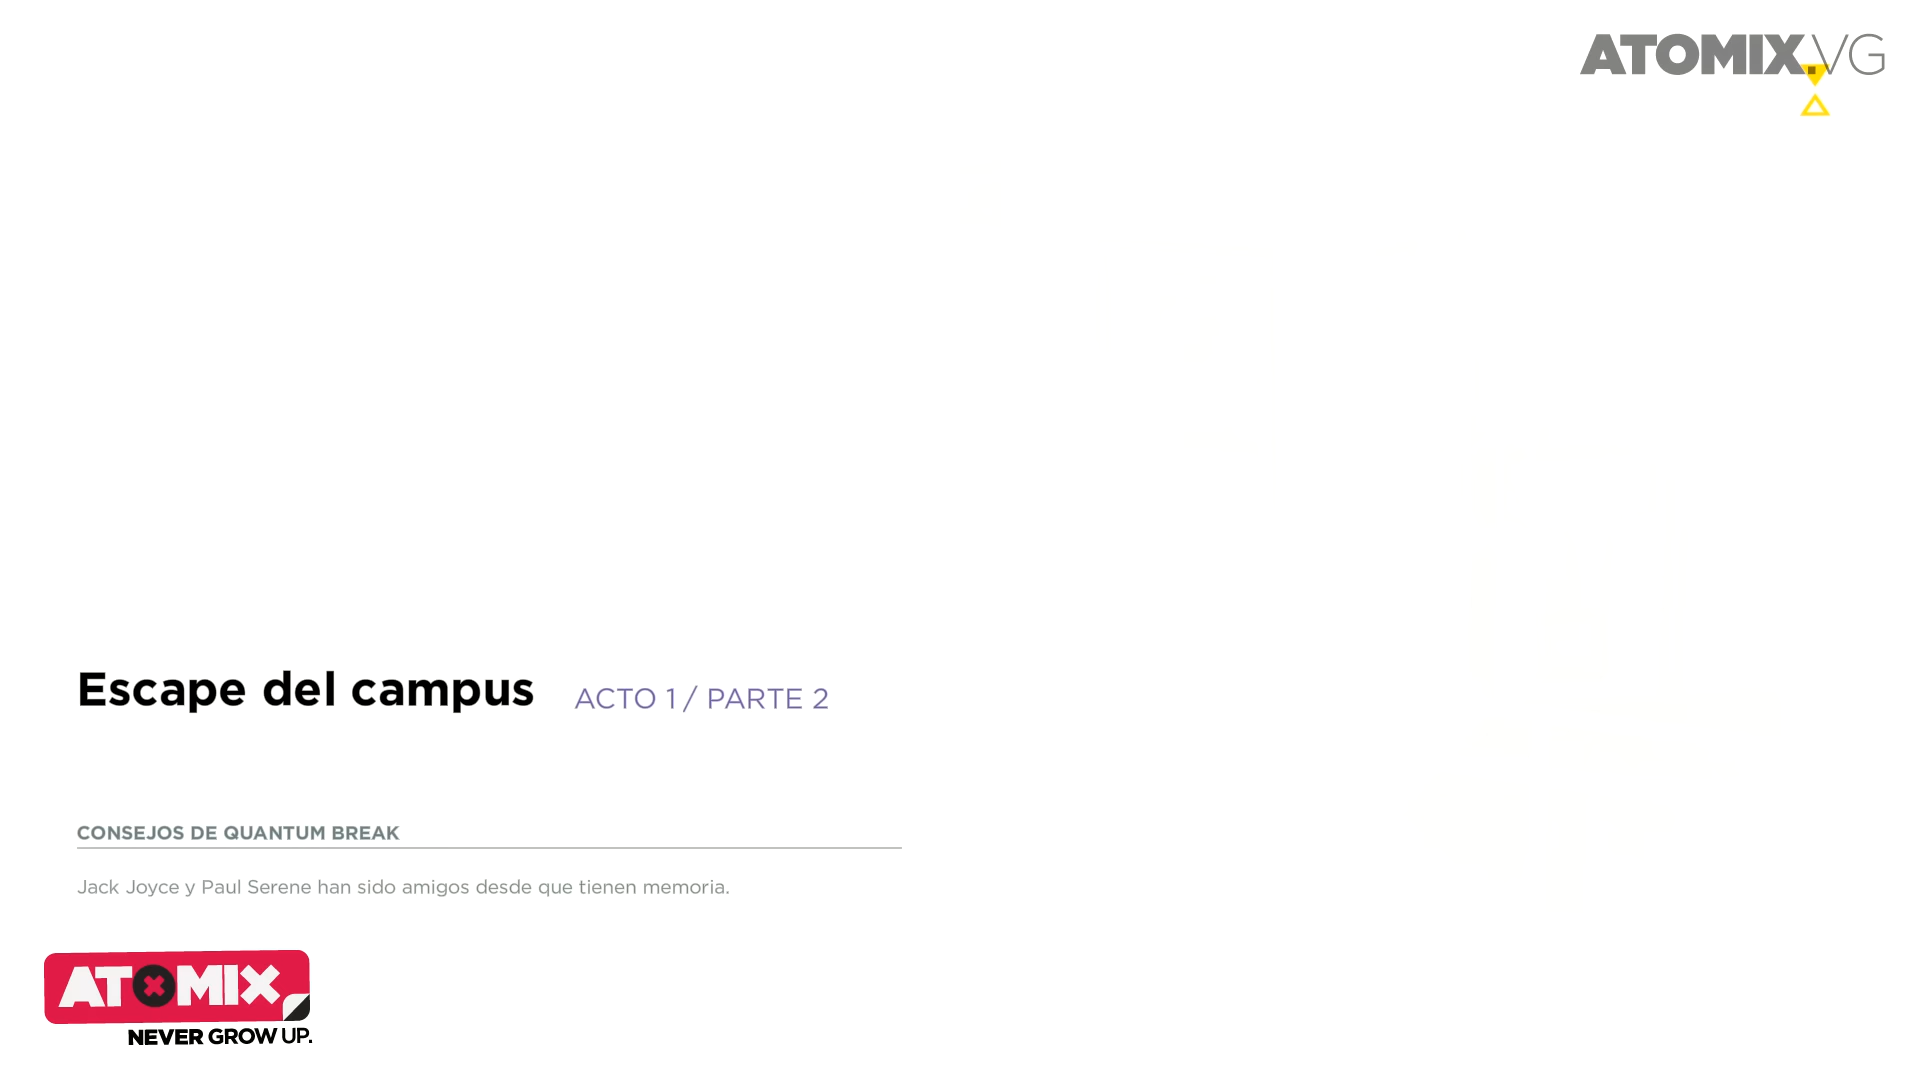 ATOMIX.VG
Escape del campus ACTO 1 / PARTE 2
CONSEJOS DE QUANTUM BREAK
Jack Joyce y Paul Serene han sido amigos desde que tienen memoria.
ATOMIX
NEVER GROW UP.